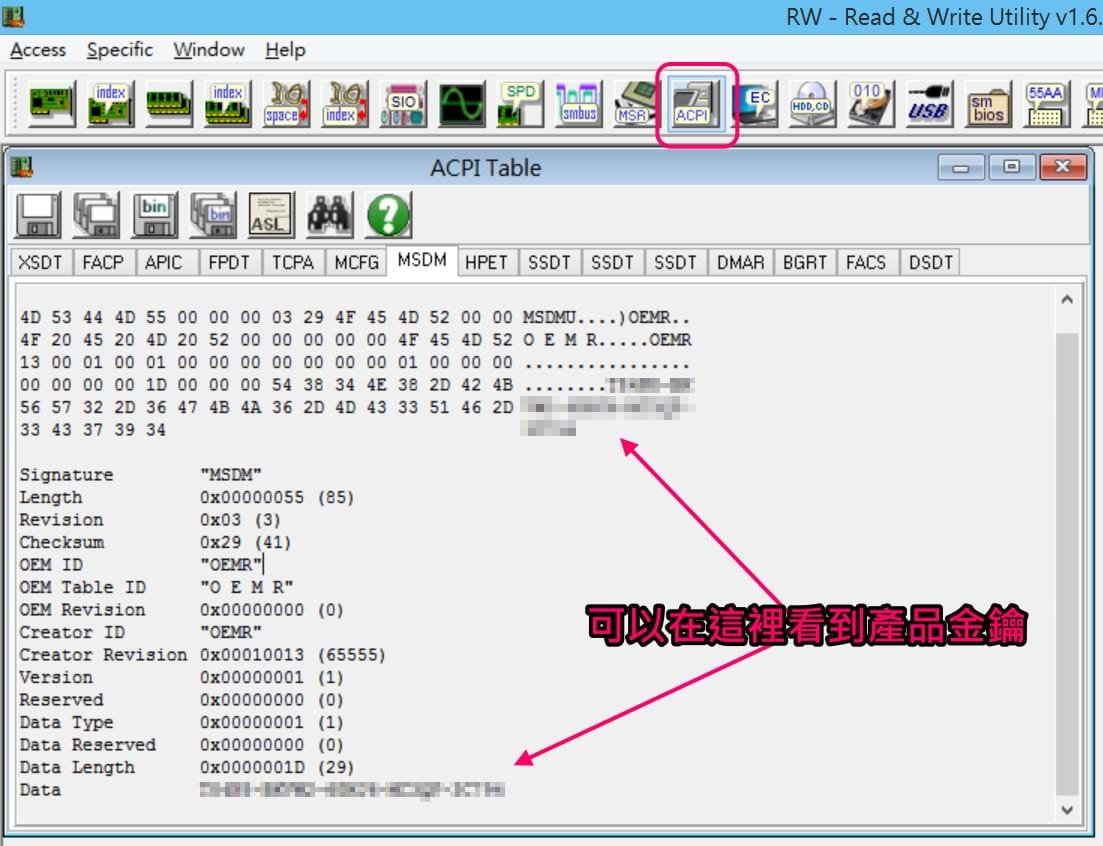 RW - Read & Write Utility v1.6.
Access Specific Window Help
index index space index SIO SPD smbus MSR ACPI EC HDD,CD 010 USB sm bios 55AA
ACPI Table
bin bin ASL ?
XSDT FACP APIC FPDT TCPA MCFG MSDM HPET SSDT SSDT SSDT DMAR BGRT FACS DSDT
4D 53 44 4D 55 00 00 00 03 29 4F 45 4D 52 00 00 MSDMU....)OEMR..
4F 20 45 20 4D 20 52 00 00 00 00 00 4F 45 4D 52 O E M R.....OEMR
13 00 01 00 01 00 00 00 00 00 00 00 01 00 00 00 ................
00 00 00 00 1D 00 00 00 54 38 34 4E 38 2D 42 4B ........
56 57 32 2D 36 47 4B 4A 36 2D 4D 43 33 51 46 2D
33 43 37 39 34
Signature "MSDM"
Length 0x00000055 (85)
Revision 0x03 (3)
Checksum 0x29 (41)
OEM ID "OEMR"
OEM Table ID "O E M R"
OEM Revision 0x00000000 (0)
Creator ID "OEMR"
Creator Revision 0x00010013 (65555)
Version 0x00000001 (1)
Reserved 0x00000000 (0)
Data Type 0x00000001 (1)
Data Reserved 0x00000000 (0)
Data Length 0x0000001D (29)
Data
可以在這裡看到產品金鑰